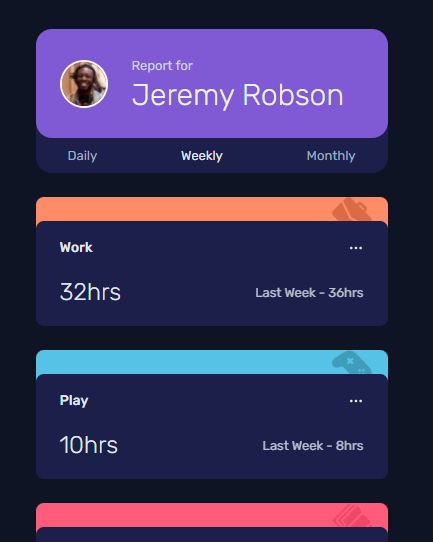 Report for
Jeremy Robson
Daily Weekly Monthly
Work ...
32hrs Last Week - 36hrs
Play ...
10hrs Last Week - 8hrs